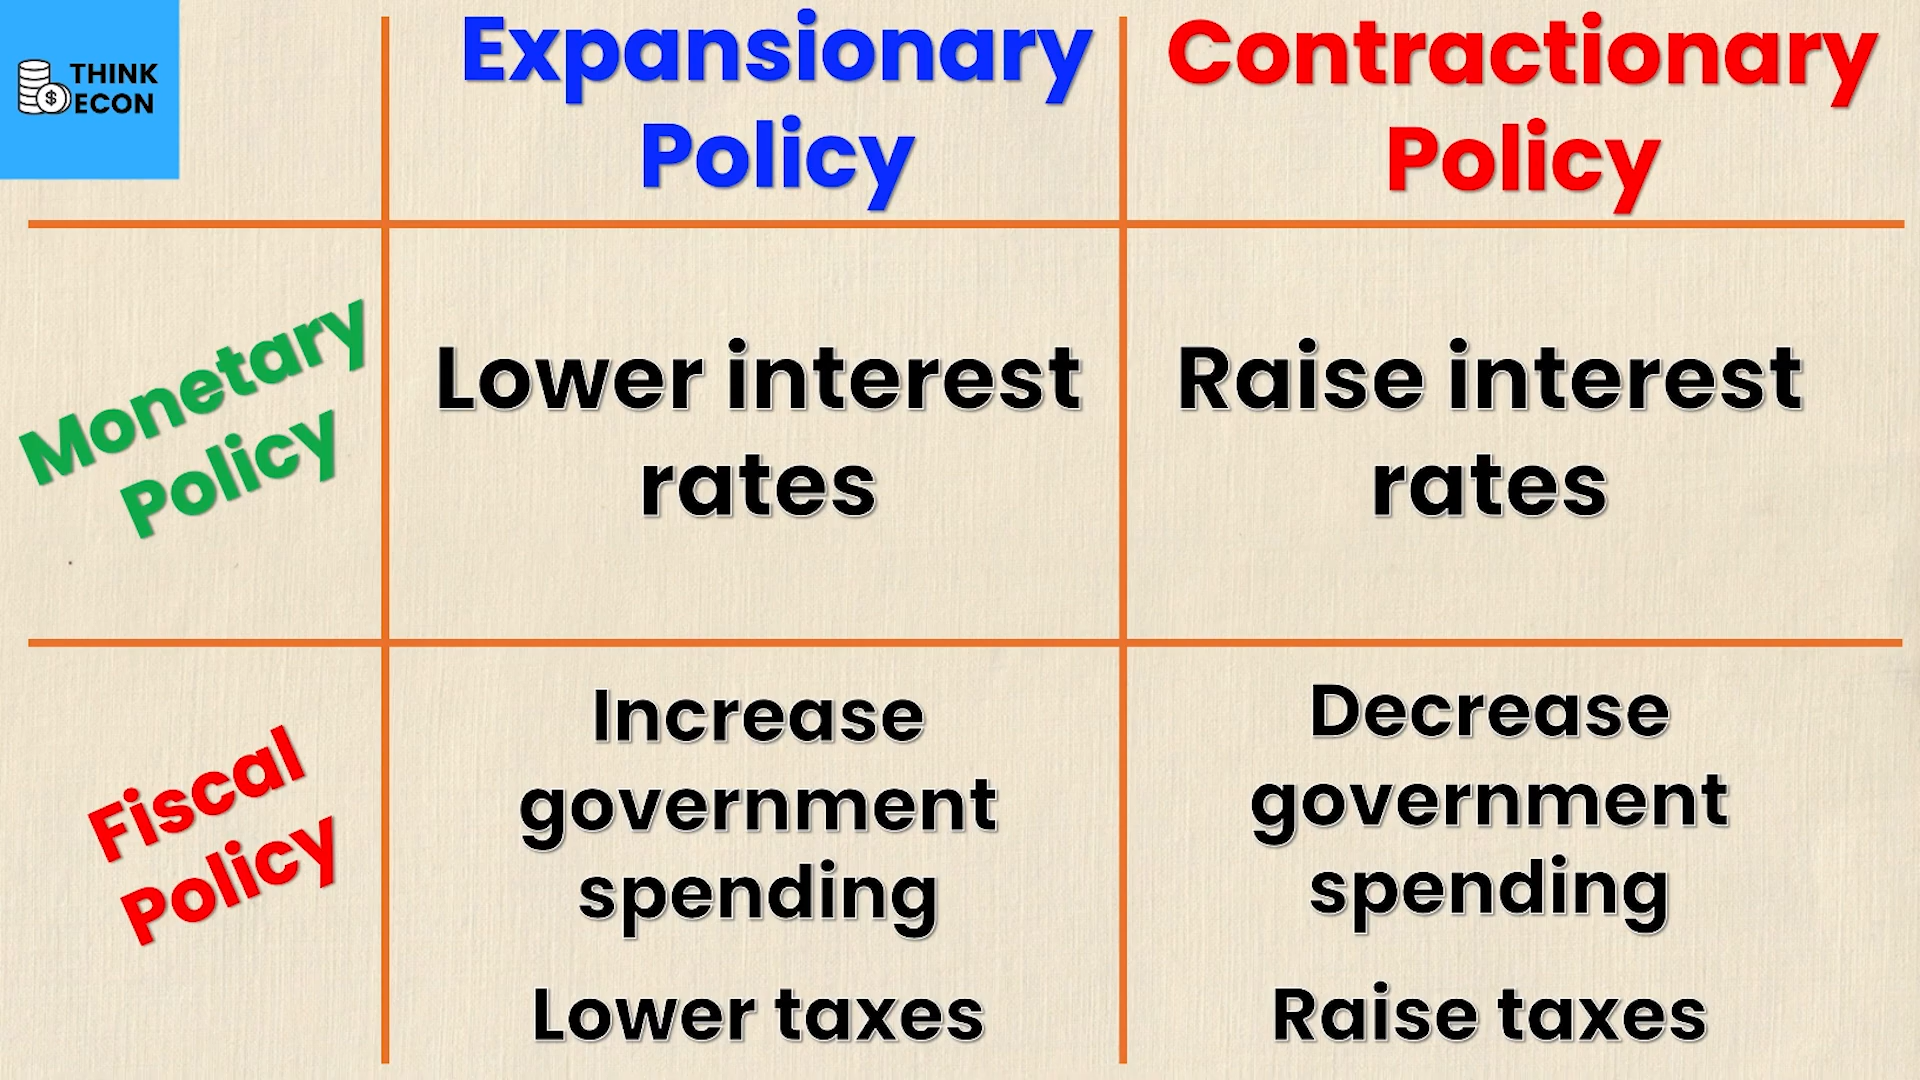 THINK
ECON
Expansionary
Policy
Contractionary
Policy
Monetary
Policy
Lower interest
rates
Raise interest
rates
Fiscal
Policy
Increase
government
spending
Lower taxes
Decrease
government
spending
Raise taxes